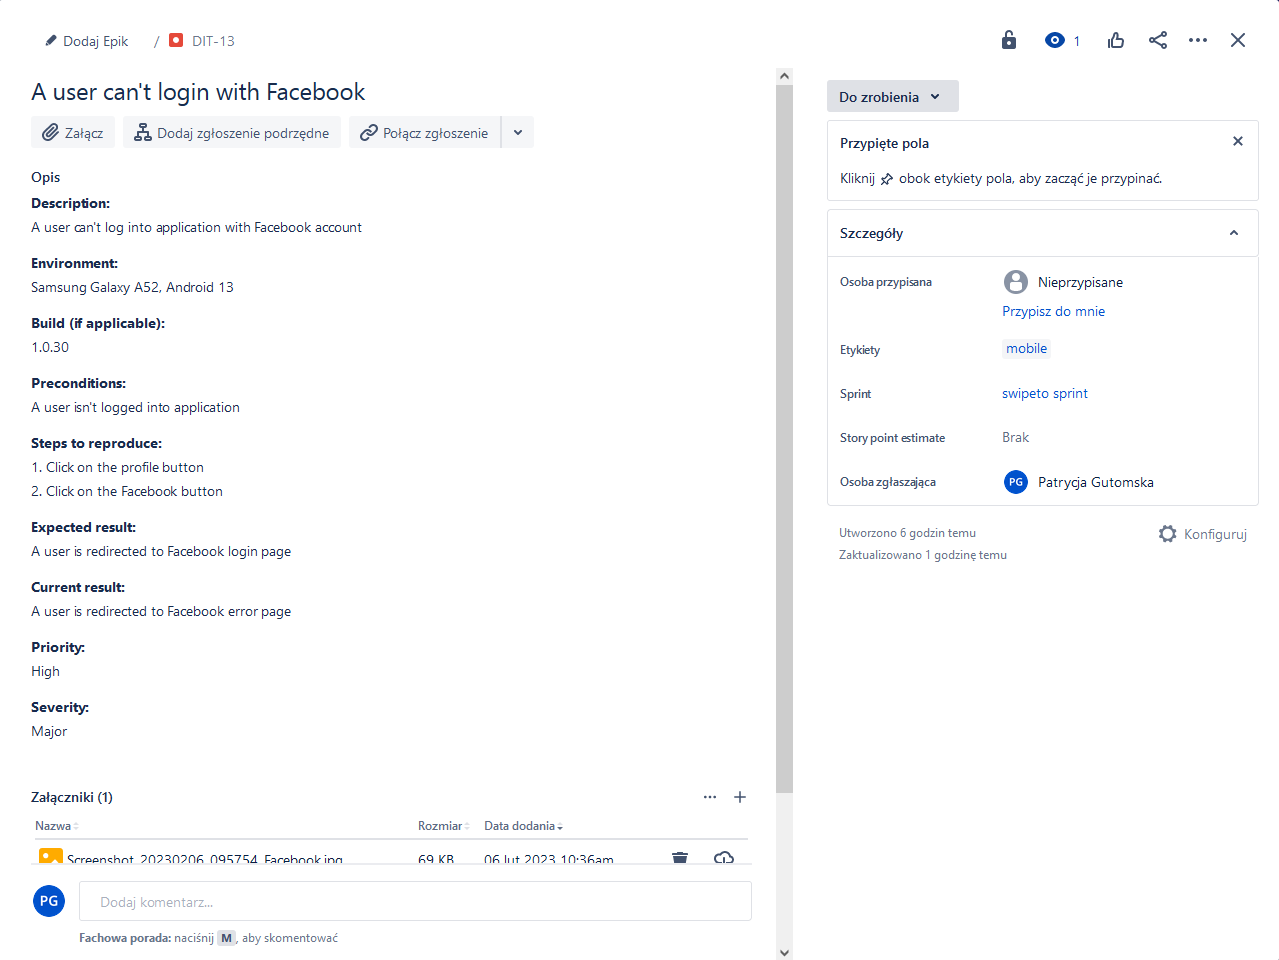 Dodaj Epik / DIT-13
1
A user can't login with Facebook
Załącz Dodaj zgłoszenie podrzędne Połącz zgłoszenie
Opis
Description:
A user can't log into application with Facebook account
Environment:
Samsung Galaxy A52, Android 13
Build (if applicable):
1.0.30
Preconditions:
A user isn't logged into application
Steps to reproduce:
1. Click on the profile button
2. Click on the Facebook button
Expected result:
A user is redirected to Facebook login page
Current result:
A user is redirected to Facebook error page
Priority:
High
Severity:
Major
Załączniki (1)
Nazwa Rozmiar Data dodania
Screenshot_20230206_095754_Facebook.jpg 69 KB 06 lut 2023 10:36am
PG Dodaj komentarz...
Fachowa porada: naciśnij M, aby skomentować
Do zrobienia
Przypięte pola
Kliknij obok etykiety pola, aby zacząć je przypinać.
Szczegóły
Osoba przypisana Nieprzypisane
Przypisz do mnie
Etykiety mobile
Sprint swipeto sprint
Story point estimate Brak
Osoba zgłaszająca PG Patrycja Gutomska
Utworzono 6 godzin temu Konfiguruj
Zaktualizowano 1 godzinę temu